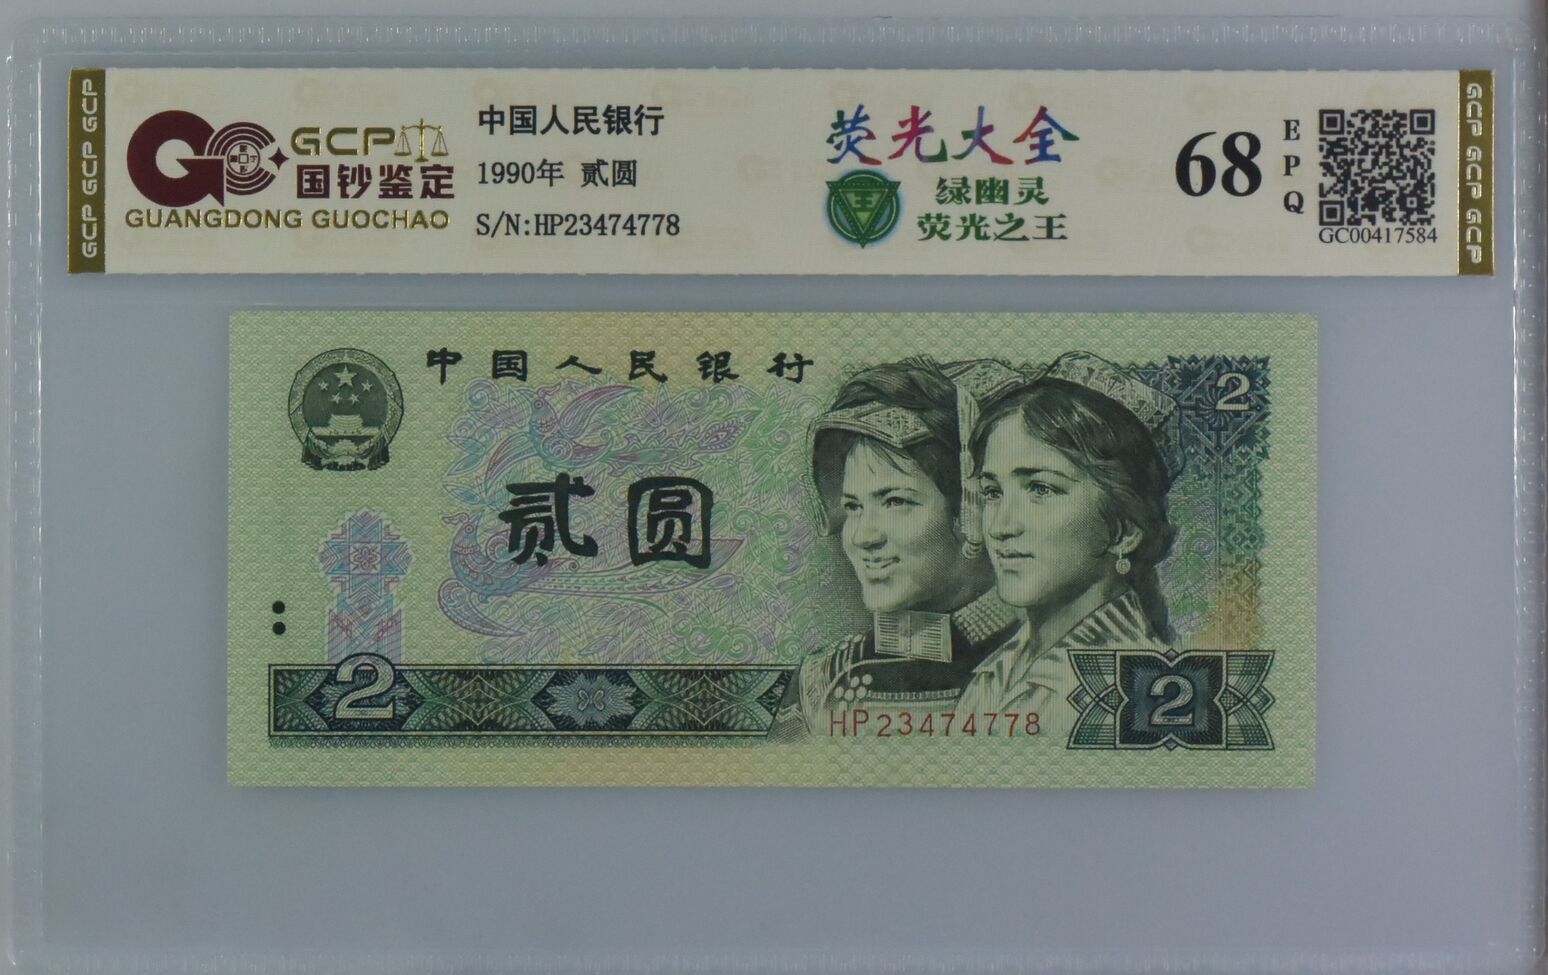 GCP GCP GCP
GCP
国钞鉴定
GUANGDONG GUOCHAO
中国人民银行
1990年 贰圆
S/N:HP23474778
荧光大全
王
绿幽灵
荧光之王
68
EPQ
GC00417584
GCP GCP GCP
中国人民银行
2
贰圆
2
HP23474778
2